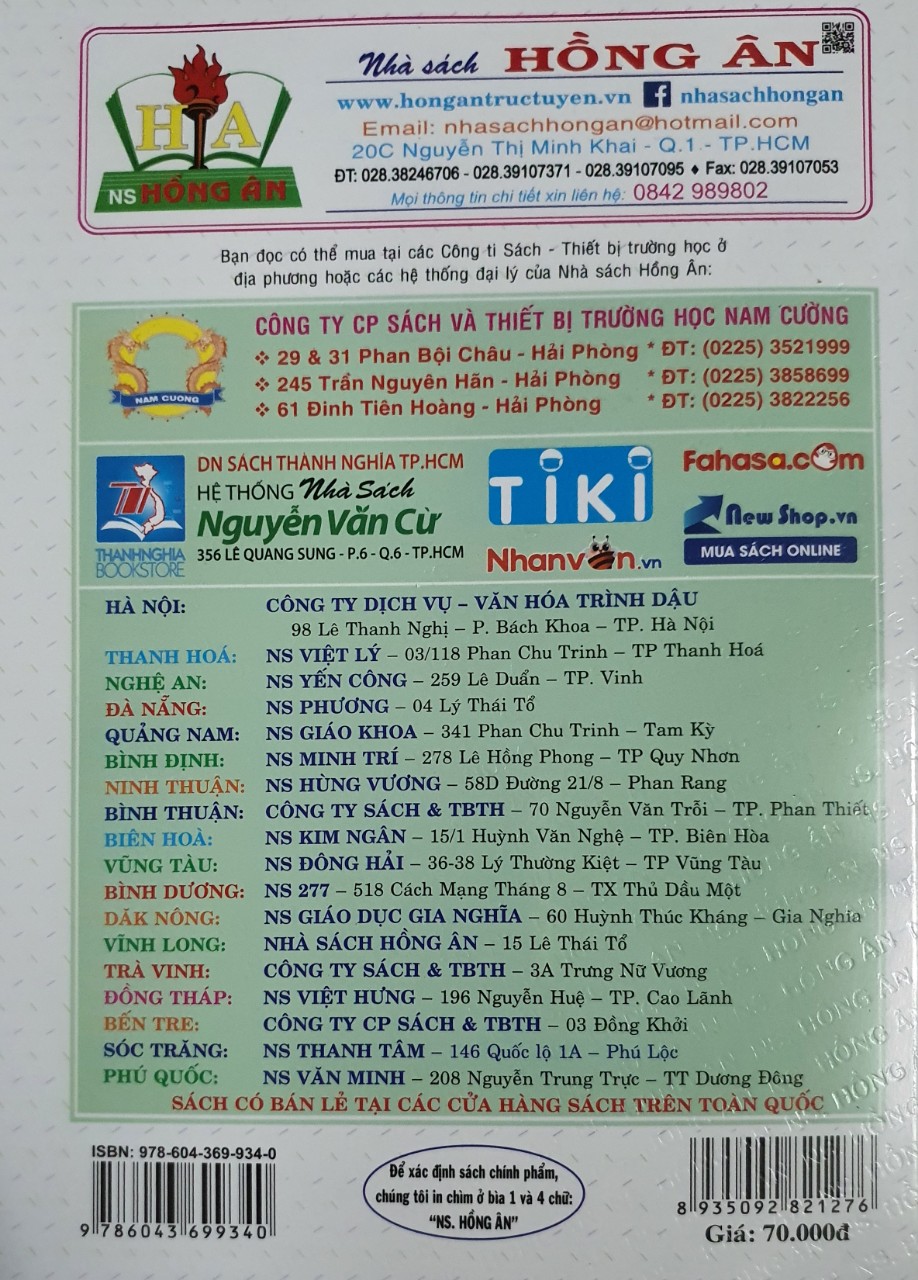 HA
NS HỒNG ÂN
Nhà sách HỒNG ÂN
www.hongantructuyen.vn f nhasachhongan
Email: nhasachhongan@hotmail.com
20C Nguyễn Thị Minh Khai - Q.1 - TP.HCM
ĐT: 028.38246706 - 028.39107371 - 028.39107095 ♦ Fax: 028.39107053
Mọi thông tin chi tiết xin liên hệ: 0842 989802
Bạn đọc có thể mua tại các Công ti Sách - Thiết bị trường học ở
địa phương hoặc các hệ thống đại lý của Nhà sách Hồng Ân:
NAM CUONG
CÔNG TY CP SÁCH VÀ THIẾT BỊ TRƯỜNG HỌC NAM CƯỜNG
❖ 29 & 31 Phan Bội Châu - Hải Phòng * ĐT: (0225) 3521999
❖ 245 Trần Nguyên Hãn - Hải Phòng * ĐT: (0225) 3858699
❖ 61 Đinh Tiên Hoàng - Hải Phòng * ĐT: (0225) 3822256
THANHNGHIA
BOOKSTORE
DN SÁCH THÀNH NGHĨA TP.HCM
HỆ THỐNG Nhà Sách
Nguyễn Văn Cừ
356 LÊ QUANG SUNG - P.6 - Q.6 - TP.HCM
TIKI
Nhanvăn.vn
Fahasa.com
New Shop.vn
MUA SÁCH ONLINE
HÀ NỘI: CÔNG TY DỊCH VỤ – VĂN HÓA TRÌNH DẬU
98 Lê Thanh Nghị – P. Bách Khoa – TP. Hà Nội
THANH HOÁ: NS VIỆT LÝ – 03/118 Phan Chu Trinh – TP Thanh Hoá
NGHỆ AN: NS YẾN CÔNG – 259 Lê Duẩn – TP. Vinh
ĐÀ NẴNG: NS PHƯƠNG – 04 Lý Thái Tổ
QUẢNG NAM: NS GIÁO KHOA – 341 Phan Chu Trinh – Tam Kỳ
BÌNH ĐỊNH: NS MINH TRÍ – 278 Lê Hồng Phong – TP Quy Nhơn
NINH THUẬN: NS HÙNG VƯƠNG – 58D Đường 21/8 – Phan Rang
BÌNH THUẬN: CÔNG TY SÁCH & TBTH – 70 Nguyễn Văn Trỗi – TP. Phan Thiết
BIÊN HOÀ: NS KIM NGÂN – 15/1 Huỳnh Văn Nghệ – TP. Biên Hòa
VŨNG TÀU: NS ĐÔNG HẢI – 36-38 Lý Thường Kiệt – TP Vũng Tàu
BÌNH DƯƠNG: NS 277 – 518 Cách Mạng Tháng 8 – TX Thủ Dầu Một
DĂK NÔNG: NS GIÁO DỤC GIA NGHĨA – 60 Huỳnh Thúc Kháng – Gia Nghia
VĨNH LONG: NHÀ SÁCH HỒNG ÂN – 15 Lê Thái Tổ
TRÀ VINH: CÔNG TY SÁCH & TBTH – 3A Trưng Nữ Vương
ĐỒNG THÁP: NS VIỆT HƯNG – 196 Nguyễn Huệ – TP. Cao Lãnh
BẾN TRE: CÔNG TY CP SÁCH & TBTH – 03 Đồng Khởi
SÓC TRĂNG: NS THANH TÂM – 146 Quốc lộ 1A – Phú Lộc
PHÚ QUỐC: NS VĂN MINH – 208 Nguyễn Trung Trực – TT Dương Đông
SÁCH CÓ BÁN LẺ TẠI CÁC CỬA HÀNG SÁCH TRÊN TOÀN QUỐC
ISBN: 978-604-369-934-0
9 786043 699340
Để xác định sách chính phẩm,
chúng tôi in chìm ở bìa 1 và 4 chữ:
"NS. HỒNG ÂN"
8 935092 821276
Giá: 70.000đ